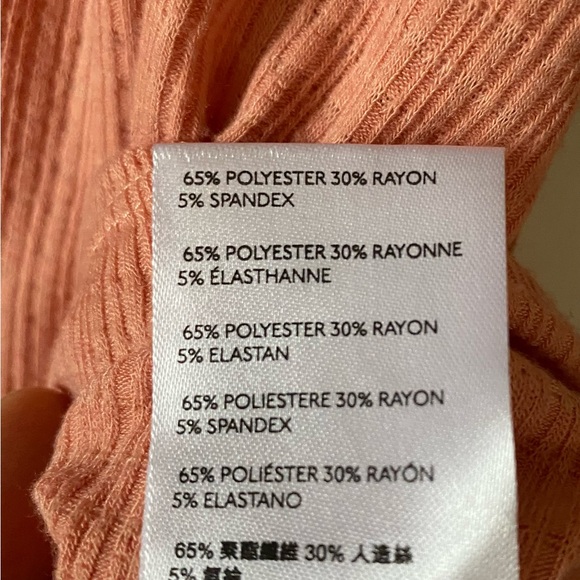 65% POLYESTER 30% RAYON
5% SPANDEX
65% POLYESTER 30% RAYONNE
5% ÉLASTHANNE
65% POLYESTER 30% RAYON
5% ELASTAN
65% POLIESTERE 30% RAYON
5% SPANDEX
65% POLIÉSTER 30% RAYÓN
5% ELASTANO
65% 聚酯纖維 30% 人造絲
5%